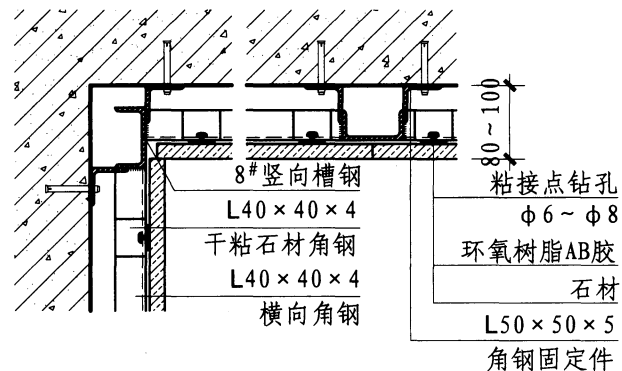 80～100
8#竖向槽钢
L40×40×4
干粘石材角钢
L40×40×4
横向角钢
粘接点钻孔
φ6～φ8
环氧树脂AB胶
石材
L50×50×5
角钢固定件